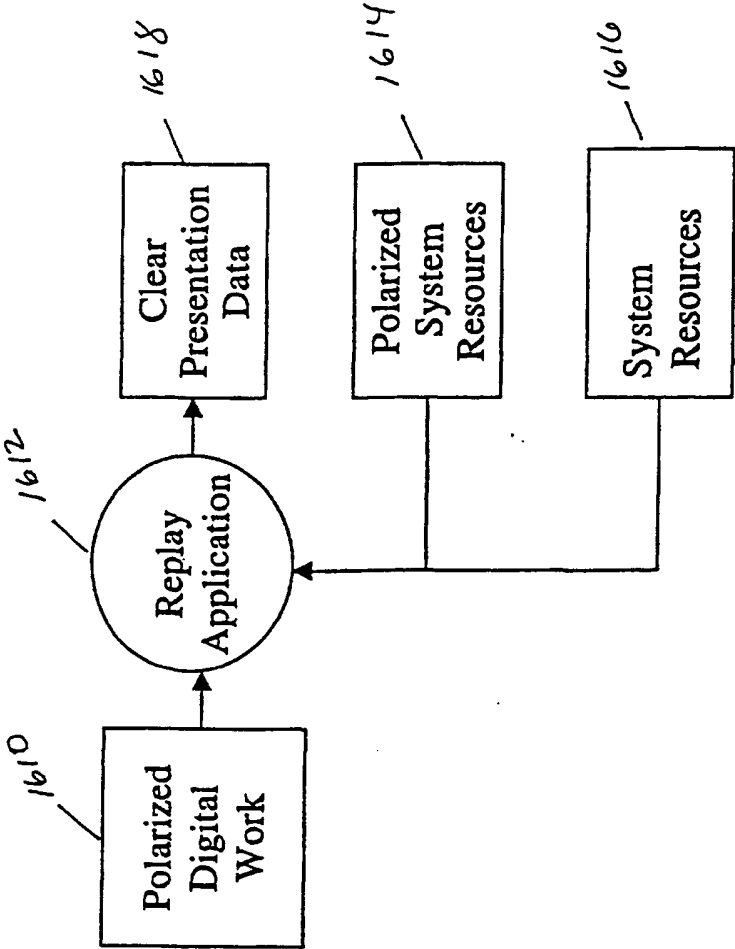 1610
Polarized
Digital
Work
1612
Replay
Application
1618
Clear
Presentation
Data
1614
Polarized
System
Resources
1616
System
Resources